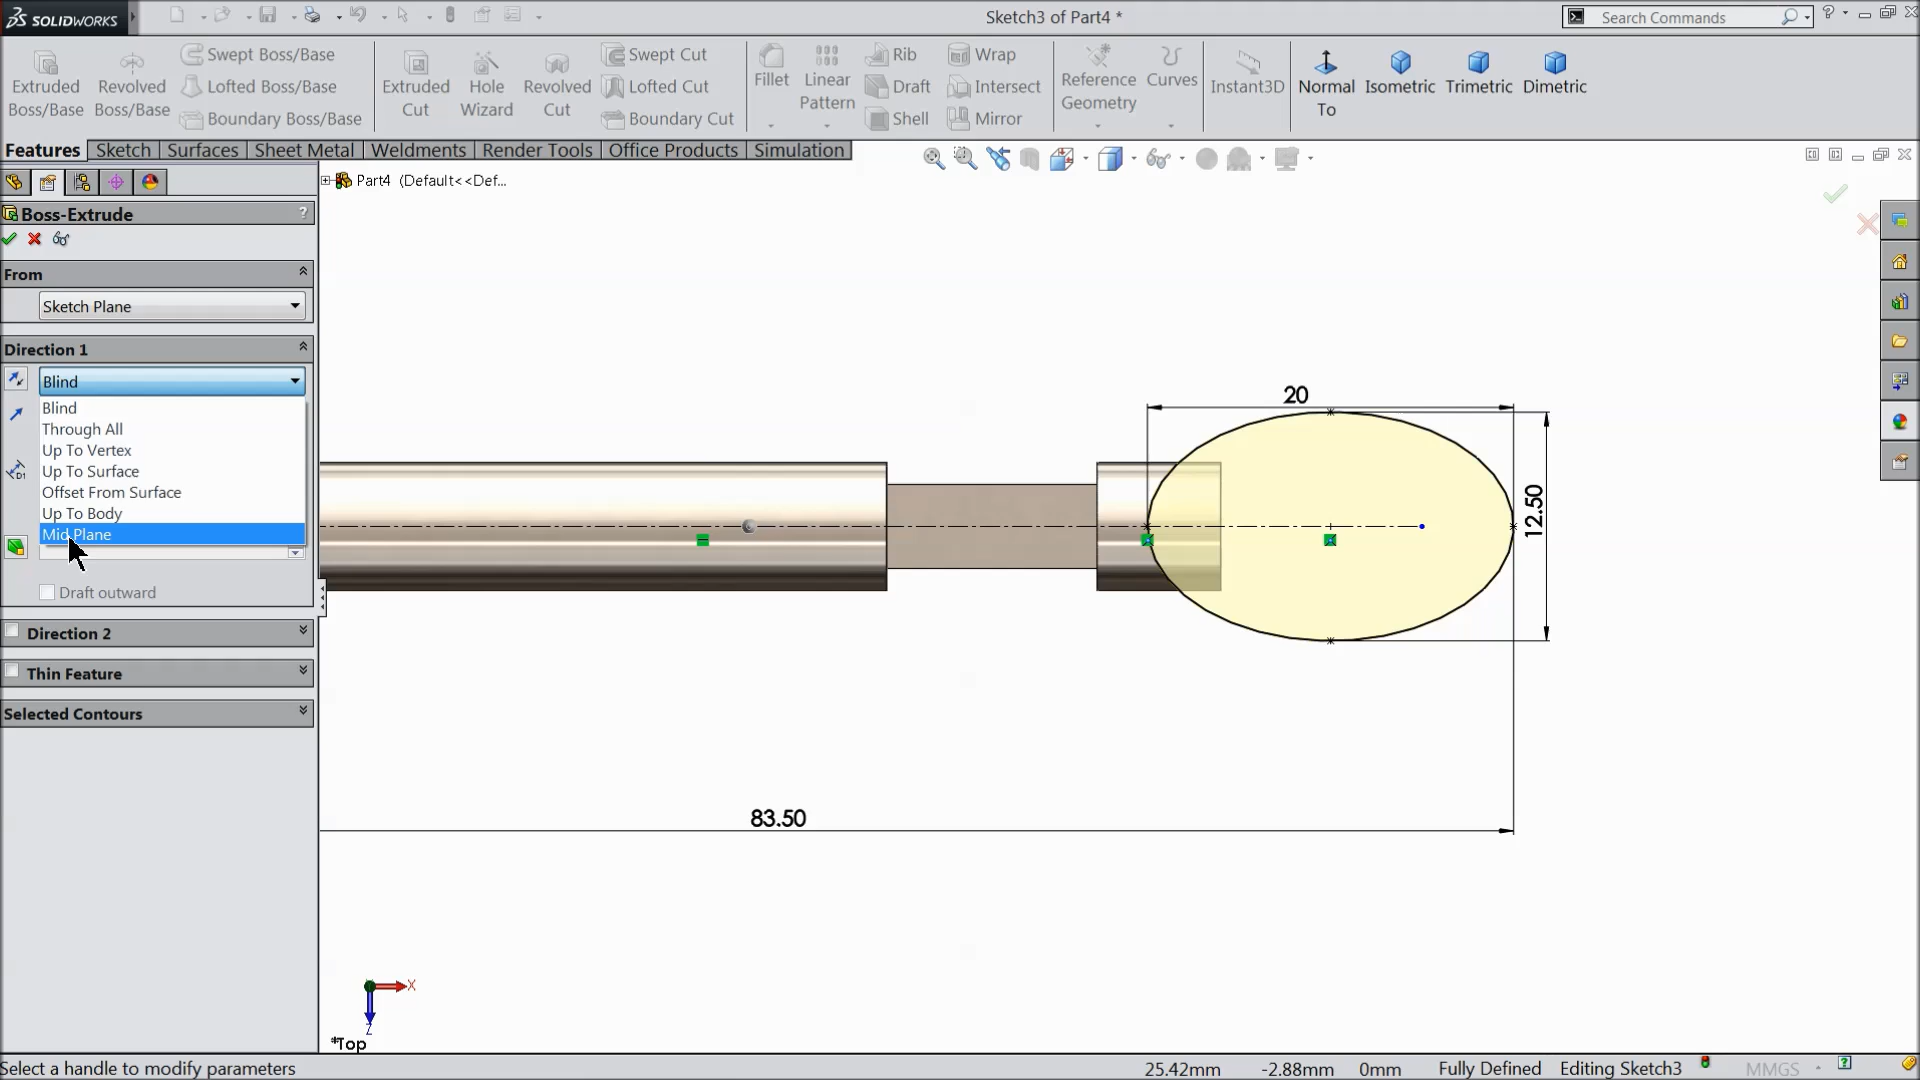 SOLIDWORKS
Sketch3 of Part4 *
Search Commands
Extruded Boss/Base
Revolved Boss/Base
Swept Boss/Base
Lofted Boss/Base
Boundary Boss/Base
Extruded Cut
Hole Wizard
Revolved Cut
Swept Cut
Lofted Cut
Boundary Cut
Fillet
Linear Pattern
Rib
Draft
Shell
Wrap
Intersect
Mirror
Reference Geometry
Curves
Instant3D
Normal To
Isometric
Trimetric
Dimetric
Features
Sketch
Surfaces
Sheet Metal
Weldments
Render Tools
Office Products
Simulation
Part4 (Default<<Def...
Boss-Extrude
?
From
Sketch Plane
Direction 1
Blind
Blind
Through All
Up To Vertex
Up To Surface
Offset From Surface
Up To Body
Mid Plane
Draft outward
Direction 2
Thin Feature
Selected Contours
20
12.50
83.50
X
Z
*Top
Select a handle to modify parameters
25.42mm
-2.88mm
0mm
Fully Defined
Editing Sketch3
MMGS